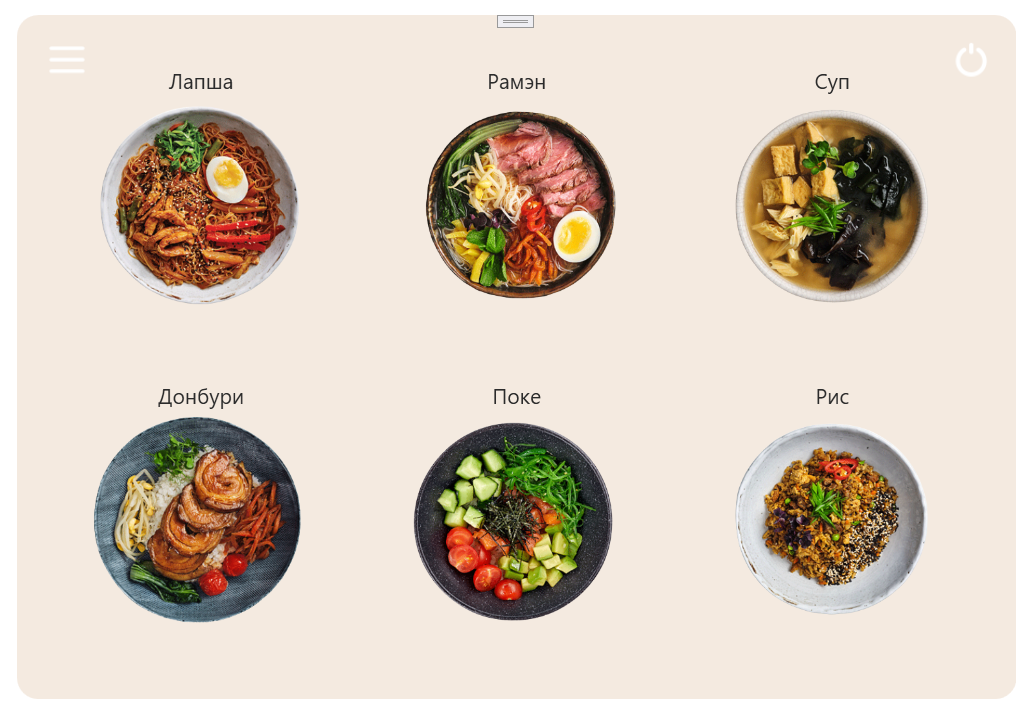 Лапша
Рамэн
Суп
Донбури
Поке
Рис